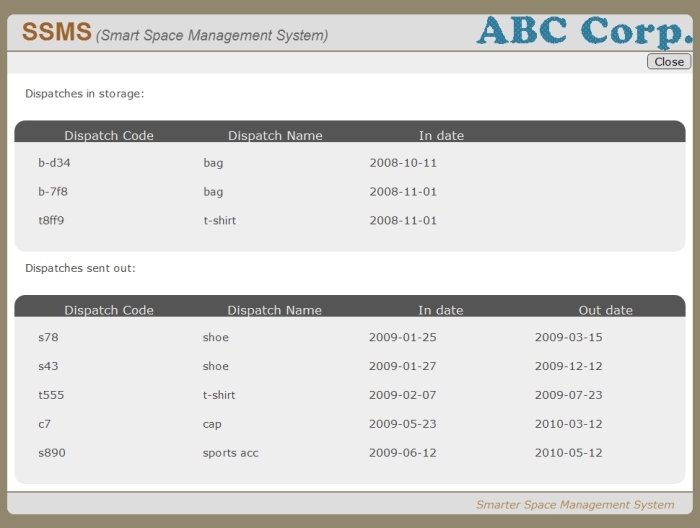 SSMS (Smart Space Management System) ABC Corp.
Close
Dispatches in storage:
Dispatch Code Dispatch Name In date
b-d34 bag 2008-10-11
b-7f8 bag 2008-11-01
t8ff9 t-shirt 2008-11-01
Dispatches sent out:
Dispatch Code Dispatch Name In date Out date
s78 shoe 2009-01-25 2009-03-15
s43 shoe 2009-01-27 2009-12-12
t555 t-shirt 2009-02-07 2009-07-23
c7 cap 2009-05-23 2010-03-12
s890 sports acc 2009-06-12 2010-05-12
Smarter Space Management System